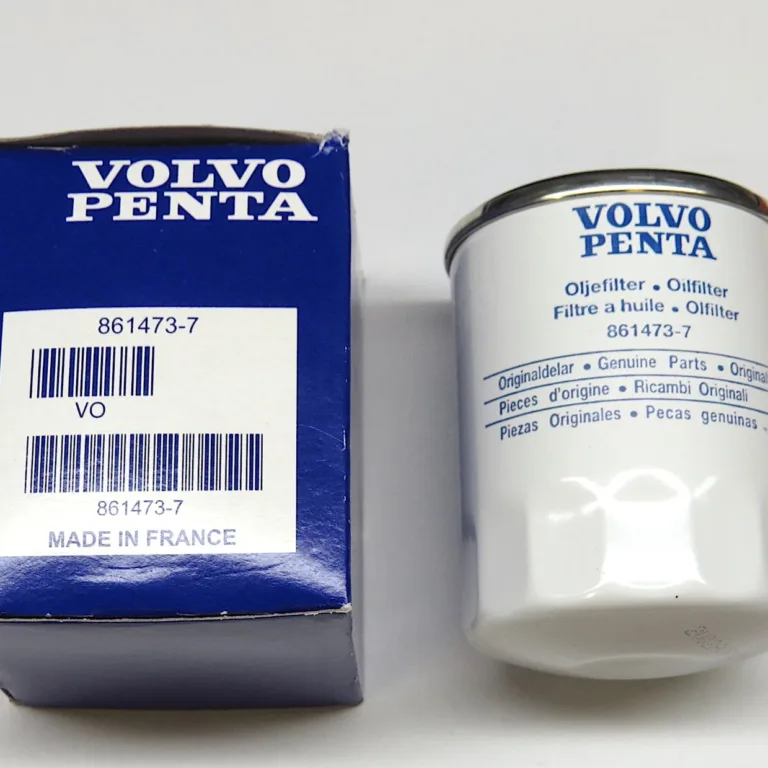 VOLVO
PENTA
861473-7
VO
861473-7
MADE IN FRANCE
VOLVO
PENTA
Oljefilter • Oilfilter
Filtre a huile • Olfilter
861473-7
Originaldelar • Genuine Parts •
Pieces d'origine • Ricambi Originali
Piezas Originales • Pecas genuinas -